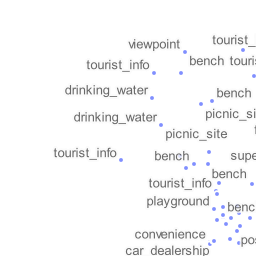 tourist_
viewpoint
bench touris
tourist_info
drinking_water
bench
picnic_si
drinking_water
picnic_site
tourist_info
bench
supe
bench
tourist_info
playground
benc
convenience
pos
car_dealership